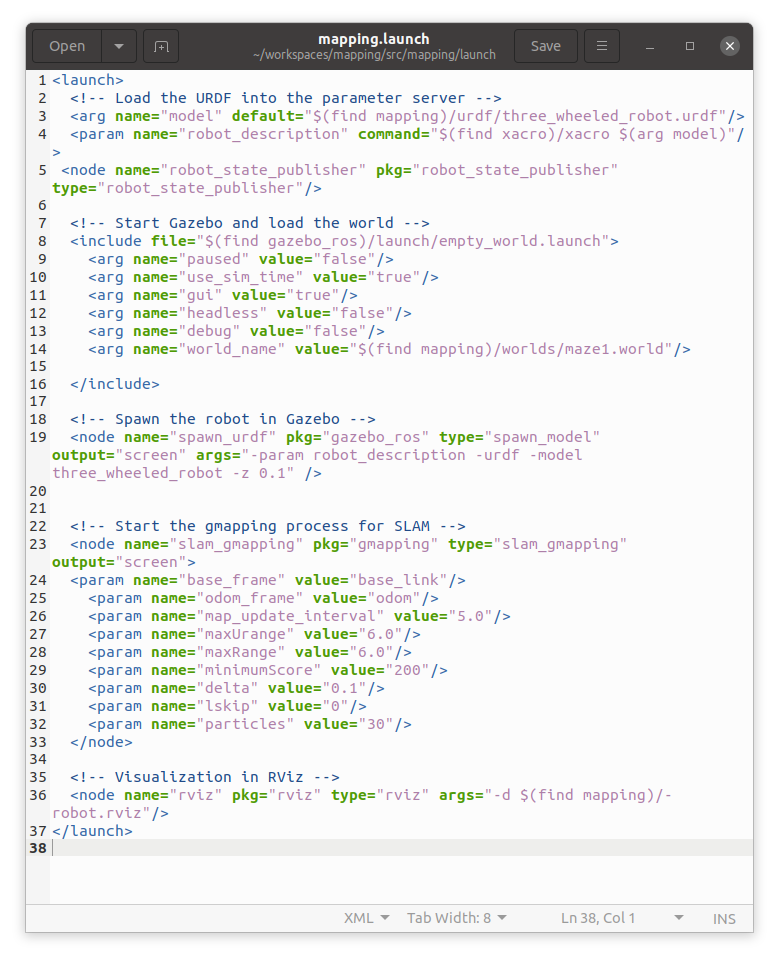 Open
mapping.launch
~/workspaces/mapping/src/mapping/launch
Save
1 <launch>
2   <!-- Load the URDF into the parameter server -->
3   <arg name="model" default="$(find mapping)/urdf/three_wheeled_robot.urdf"/>
4   <param name="robot_description" command="$(find xacro)/xacro $(arg model)"/
>
5  <node name="robot_state_publisher" pkg="robot_state_publisher"
type="robot_state_publisher"/>
6
7   <!-- Start Gazebo and load the world -->
8   <include file="$(find gazebo_ros)/launch/empty_world.launch">
9     <arg name="paused" value="false"/>
10     <arg name="use_sim_time" value="true"/>
11     <arg name="gui" value="true"/>
12     <arg name="headless" value="false"/>
13     <arg name="debug" value="false"/>
14     <arg name="world_name" value="$(find mapping)/worlds/maze1.world"/>
15
16   </include>
17
18   <!-- Spawn the robot in Gazebo -->
19   <node name="spawn_urdf" pkg="gazebo_ros" type="spawn_model"
output="screen" args="-param robot_description -urdf -model
three_wheeled_robot -z 0.1" />
20
21
22   <!-- Start the gmapping process for SLAM -->
23   <node name="slam_gmapping" pkg="gmapping" type="slam_gmapping"
output="screen">
24   <param name="base_frame" value="base_link"/>
25     <param name="odom_frame" value="odom"/>
26     <param name="map_update_interval" value="5.0"/>
27     <param name="maxUrange" value="6.0"/>
28     <param name="maxRange" value="6.0"/>
29     <param name="minimumScore" value="200"/>
30     <param name="delta" value="0.1"/>
31     <param name="lskip" value="0"/>
32     <param name="particles" value="30"/>
33   </node>
34
35   <!-- Visualization in RViz -->
36   <node name="rviz" pkg="rviz" type="rviz" args="-d $(find mapping)/-
robot.rviz"/>
37 </launch>
38
XML
Tab Width: 8
Ln 38, Col 1
INS